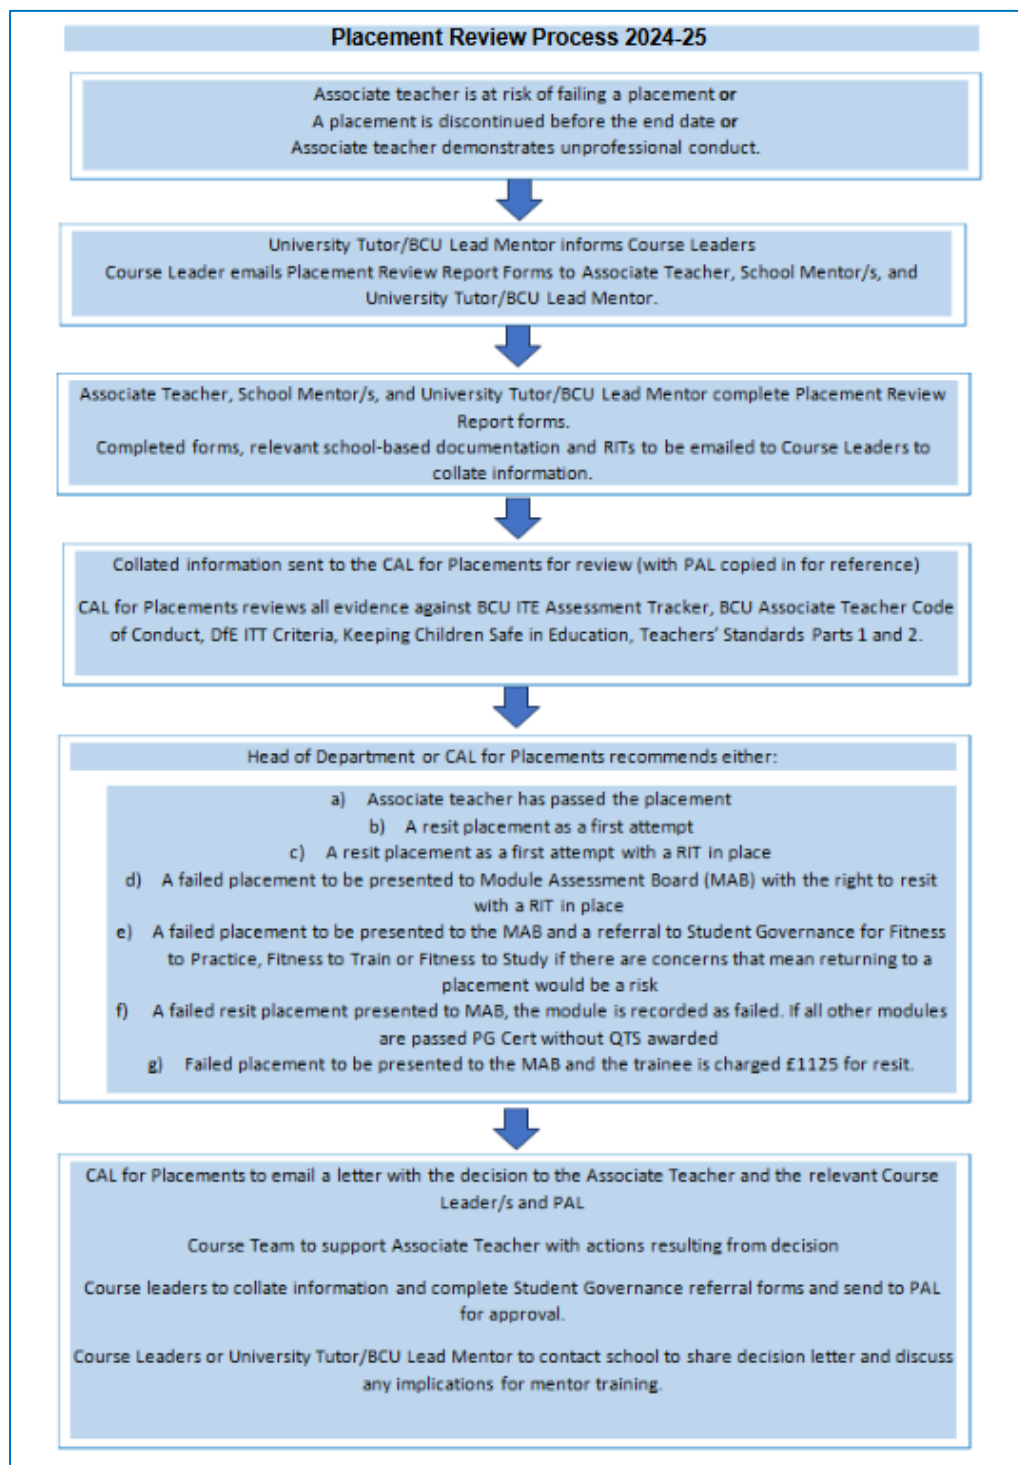 Placement Review Process 2024-25
Associate teacher is at risk of failing a placement or
A placement is discontinued before the end date or
Associate teacher demonstrates unprofessional conduct.
University Tutor/BCU Lead Mentor informs Course Leaders
Course Leader emails Placement Review Report Forms to Associate Teacher, School Mentor/s, and
University Tutor/BCU Lead Mentor.
Associate Teacher, School Mentor/s, and University Tutor/BCU Lead Mentor complete Placement Review
Report forms.
Completed forms, relevant school-based documentation and RITs to be emailed to Course Leaders to
collate information.
Collated information sent to the CAL for Placements for review (with PAL copied in for reference)
CAL for Placements reviews all evidence against BCU ITE Assessment Tracker, BCU Associate Teacher Code
of Conduct, DfE ITT Criteria, Keeping Children Safe in Education, Teachers' Standards Parts 1 and 2.
Head of Department or CAL for Placements recommends either:
a) Associate teacher has passed the placement
b) A resit placement as a first attempt
c) A resit placement as a first attempt with a RIT in place
d) A failed placement to be presented to Module Assessment Board (MAB) with the right to resit
with a RIT in place
e) A failed placement to be presented to the MAB and a referral to Student Governance for Fitness
to Practice, Fitness to Train or Fitness to Study if there are concerns that mean returning to a
placement would be a risk
f) A failed resit placement presented to MAB, the module is recorded as failed. If all other modules
are passed PG Cert without QTS awarded
g) Failed placement to be presented to the MAB and the trainee is charged £1125 for resit.
CAL for Placements to email a letter with the decision to the Associate Teacher and the relevant Course
Leader/s and PAL
Course Team to support Associate Teacher with actions resulting from decision
Course leaders to collate information and complete Student Governance referral forms and send to PAL
for approval.
Course Leaders or University Tutor/BCU Lead Mentor to contact school to share decision letter and discuss
any implications for mentor training.